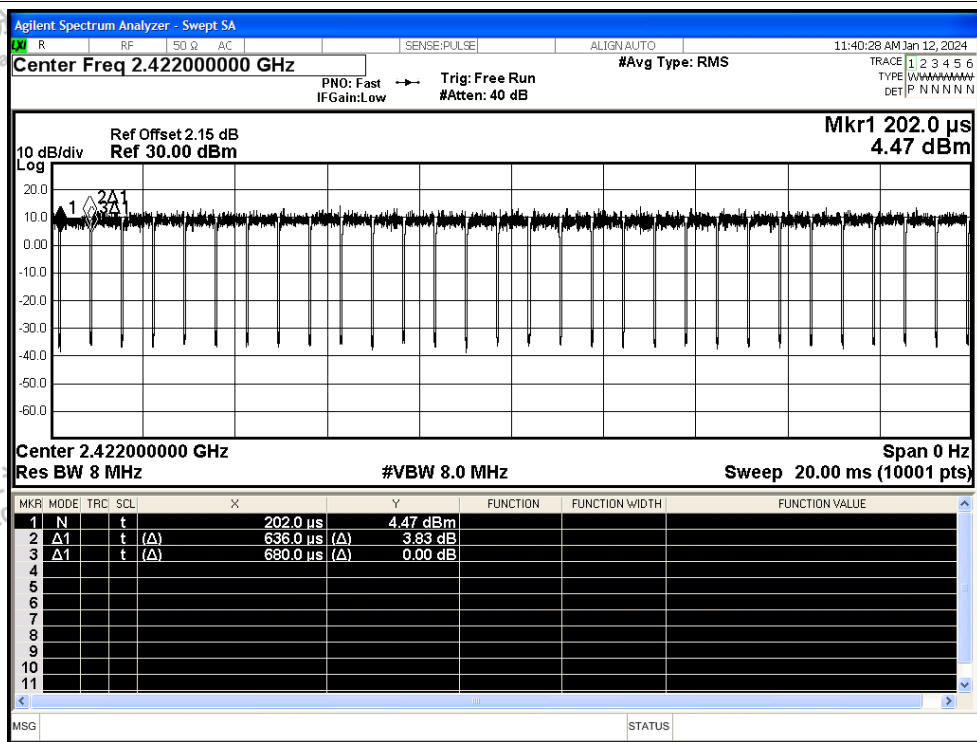 Agilent Spectrum Analyzer - Swept SA
LXI R RF 50 Ω AC SENSE:PULSE ALIGN AUTO 11:40:28 AM Jan 12, 2024
Center Freq 2.422000000 GHz #Avg Type: RMS TRACE 1 2 3 4 5 6
PNO: Fast Trig: Free Run TYPE WWWWWW
IFGain:Low #Atten: 40 dB DET P N N N N N
Mkr1 202.0 µs
Ref Offset 2.15 dB
10 dB/div Ref 30.00 dBm 4.47 dBm
Log
20.0
2Δ1
1 3Δ1
10.0
0.00
-10.0
-20.0
-30.0
-40.0
-50.0
-60.0
Center 2.422000000 GHz Span 0 Hz
Res BW 8 MHz #VBW 8.0 MHz Sweep 20.00 ms (10001 pts)
MKR MODE TRC SCL X Y FUNCTION FUNCTION WIDTH FUNCTION VALUE
1 N t 202.0 µs 4.47 dBm
2 Δ1 t (Δ) 636.0 µs (Δ) 3.83 dB
3 Δ1 t (Δ) 680.0 µs (Δ) 0.00 dB
4
5
6
7
8
9
10
11
MSG STATUS